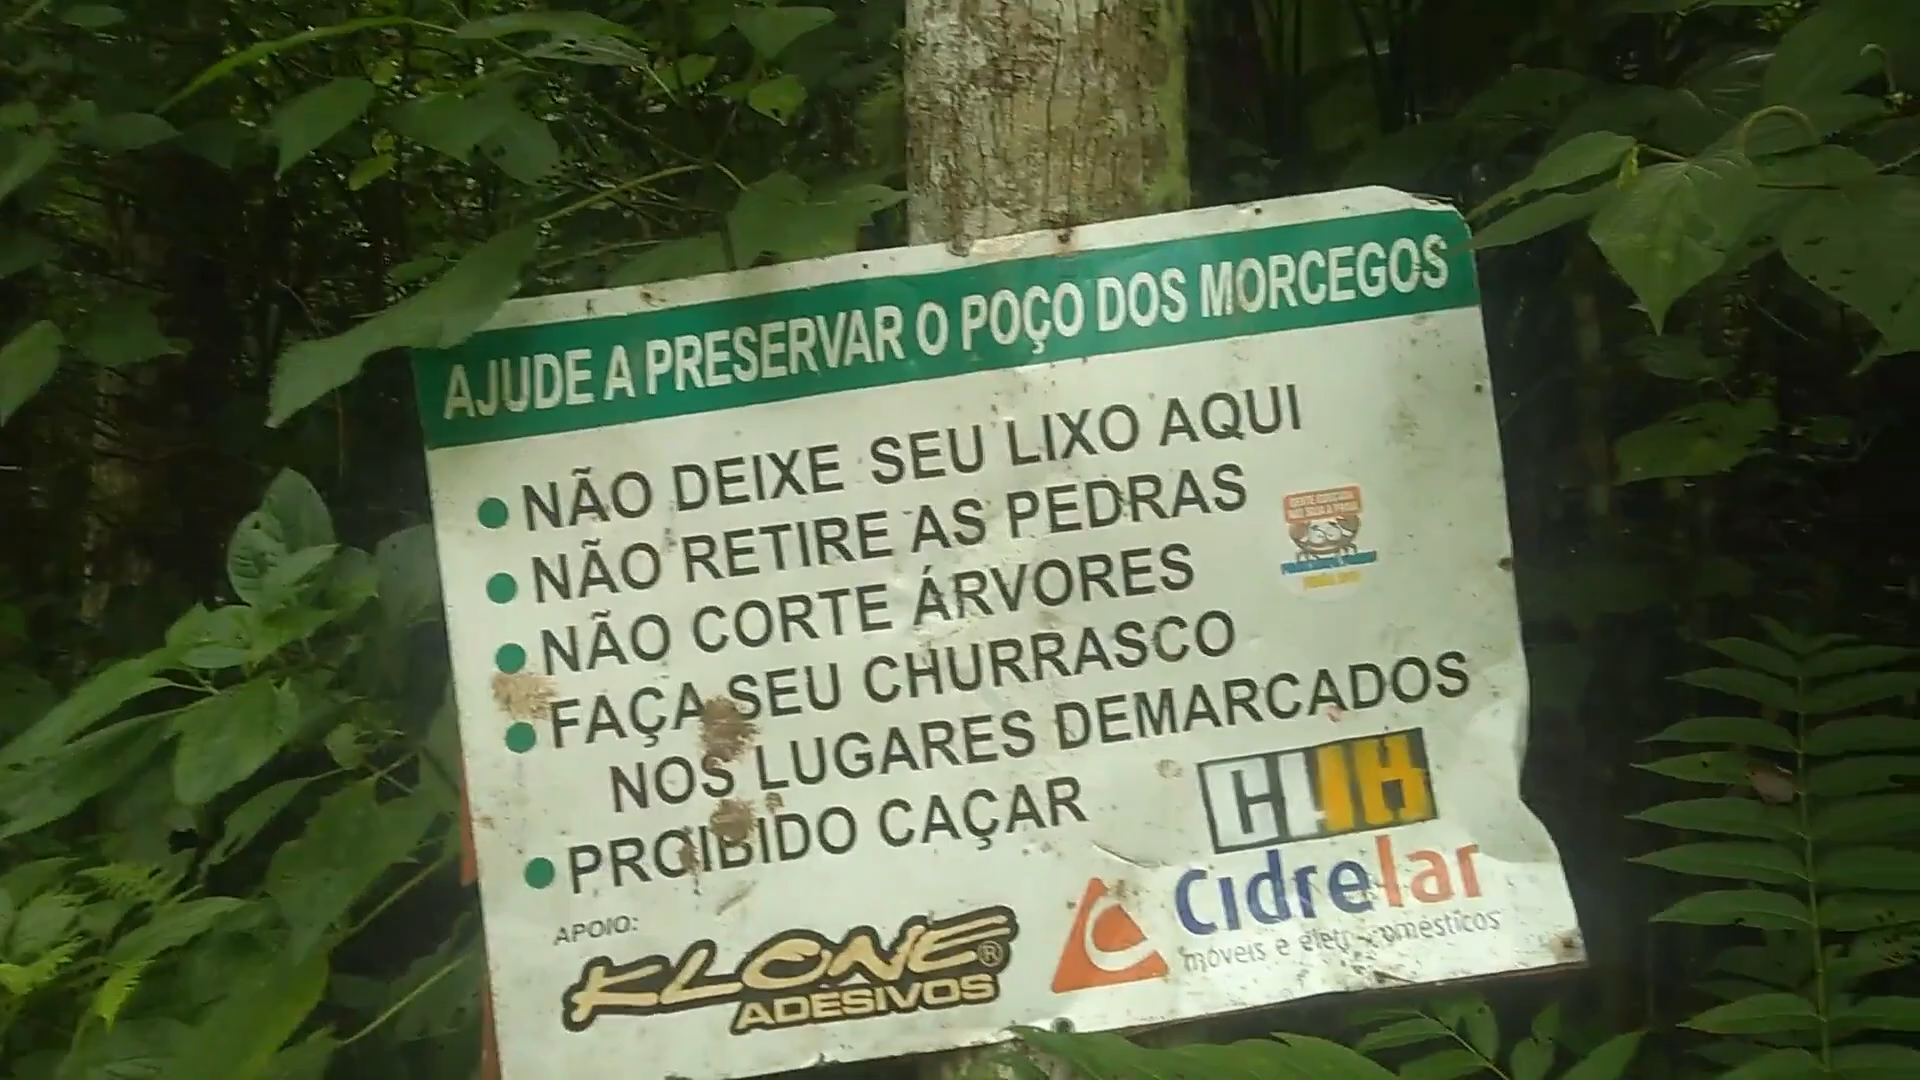 AJUDE A PRESERVAR O POÇO DOS MORCEGOS
NÃO DEIXE SEU LIXO AQUI
NÃO RETIRE AS PEDRAS
NÃO CORTE ÁRVORES
FAÇA SEU CHURRASCO
NOS LUGARES DEMARCADOS
PROIBIDO CAÇAR
APOIO:
KLONE®
ADESIVOS
Cidrelar
móveis e eletrodomésticos